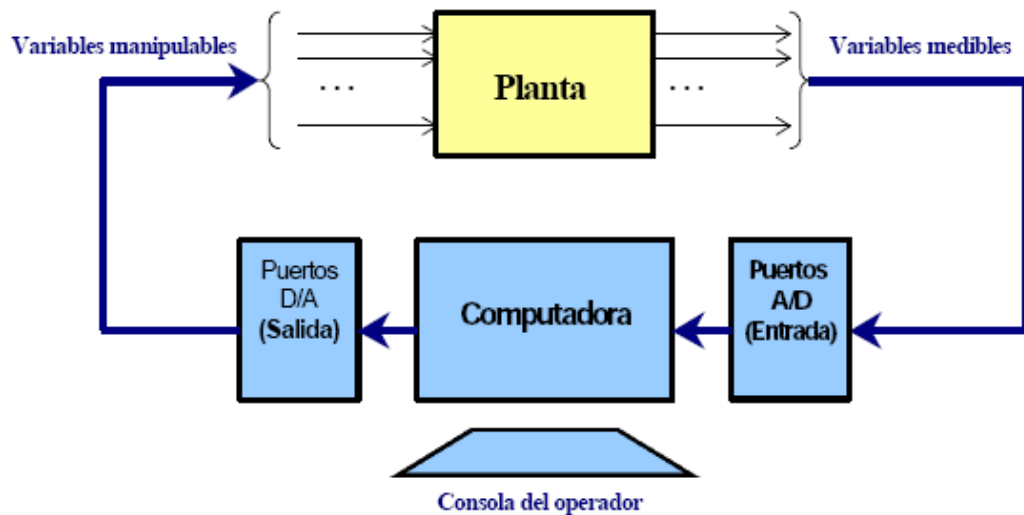 Variables manipulables
. . .
Planta
. . .
Variables medibles
Puertos
D/A
(Salida)
Computadora
Puertos
A/D
(Entrada)
Consola del operador